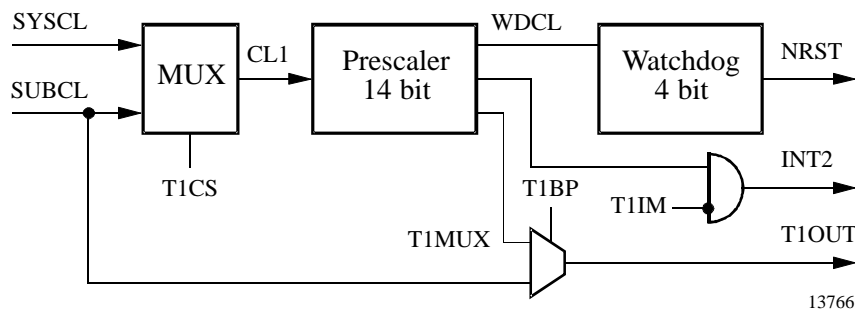 SYSCL
SUBCL
MUX
T1CS
CL1
Prescaler
14 bit
WDCL
Watchdog
4 bit
NRST
T1BP
T1IM
INT2
T1MUX
T1OUT
13766